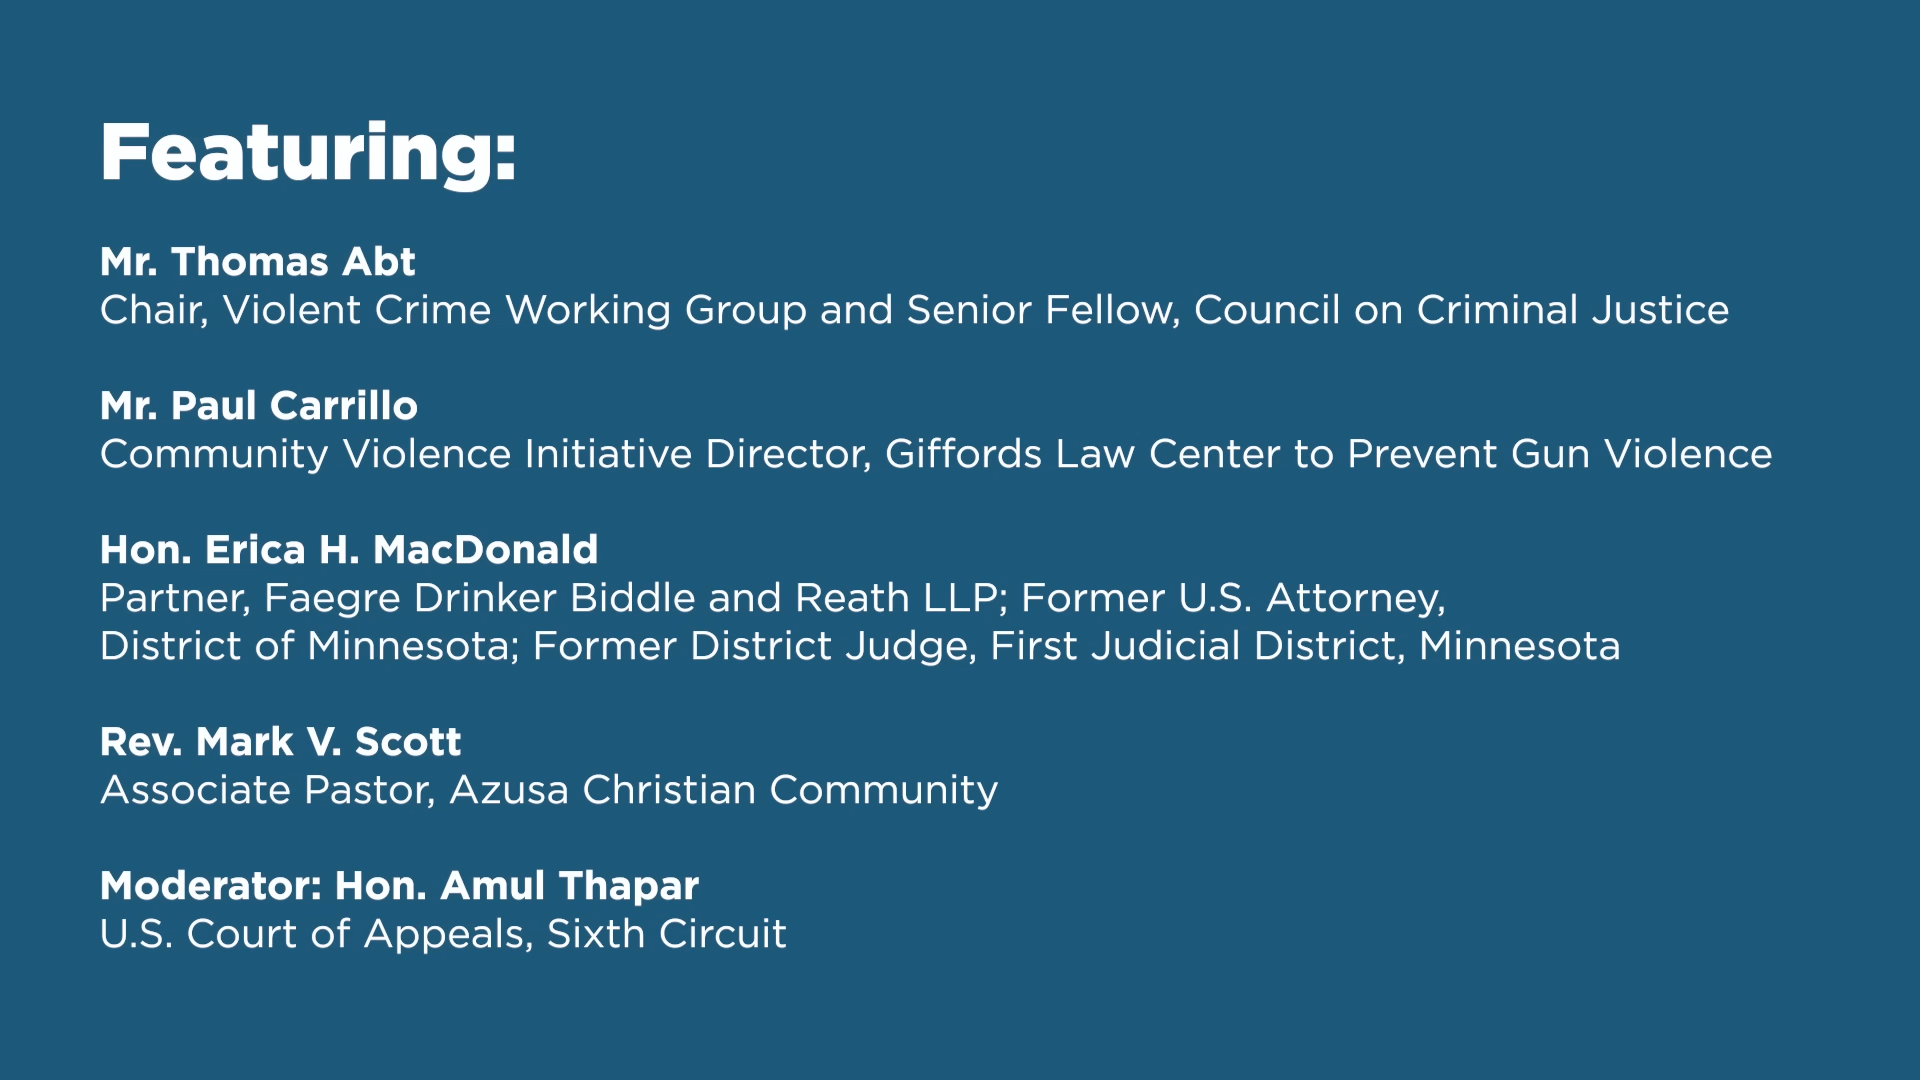 Featuring:
Mr. Thomas Abt
Chair, Violent Crime Working Group and Senior Fellow, Council on Criminal Justice
Mr. Paul Carrillo
Community Violence Initiative Director, Giffords Law Center to Prevent Gun Violence
Hon. Erica H. MacDonald
Partner, Faegre Drinker Biddle and Reath LLP; Former U.S. Attorney,
District of Minnesota; Former District Judge, First Judicial District, Minnesota
Rev. Mark V. Scott
Associate Pastor, Azusa Christian Community
Moderator: Hon. Amul Thapar
U.S. Court of Appeals, Sixth Circuit